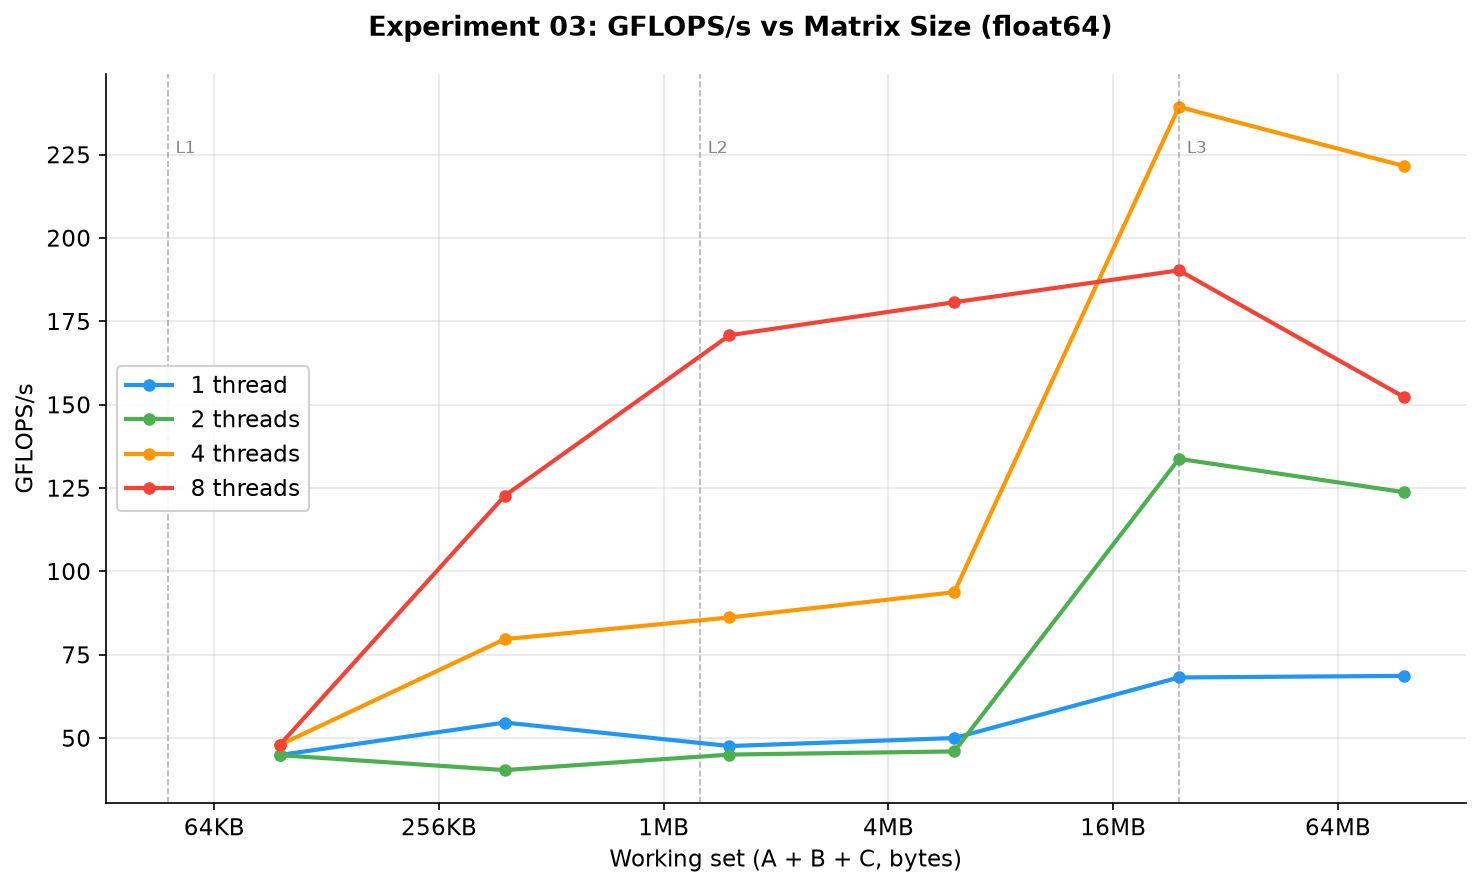 Experiment 03: GFLOPS/s vs Matrix Size (float64)
GFLOPS/s
225
200
175
150
125
100
75
50
L1
L2
L3
1 thread
2 threads
4 threads
8 threads
64KB
256KB
1MB
4MB
16MB
64MB
Working set (A + B + C, bytes)